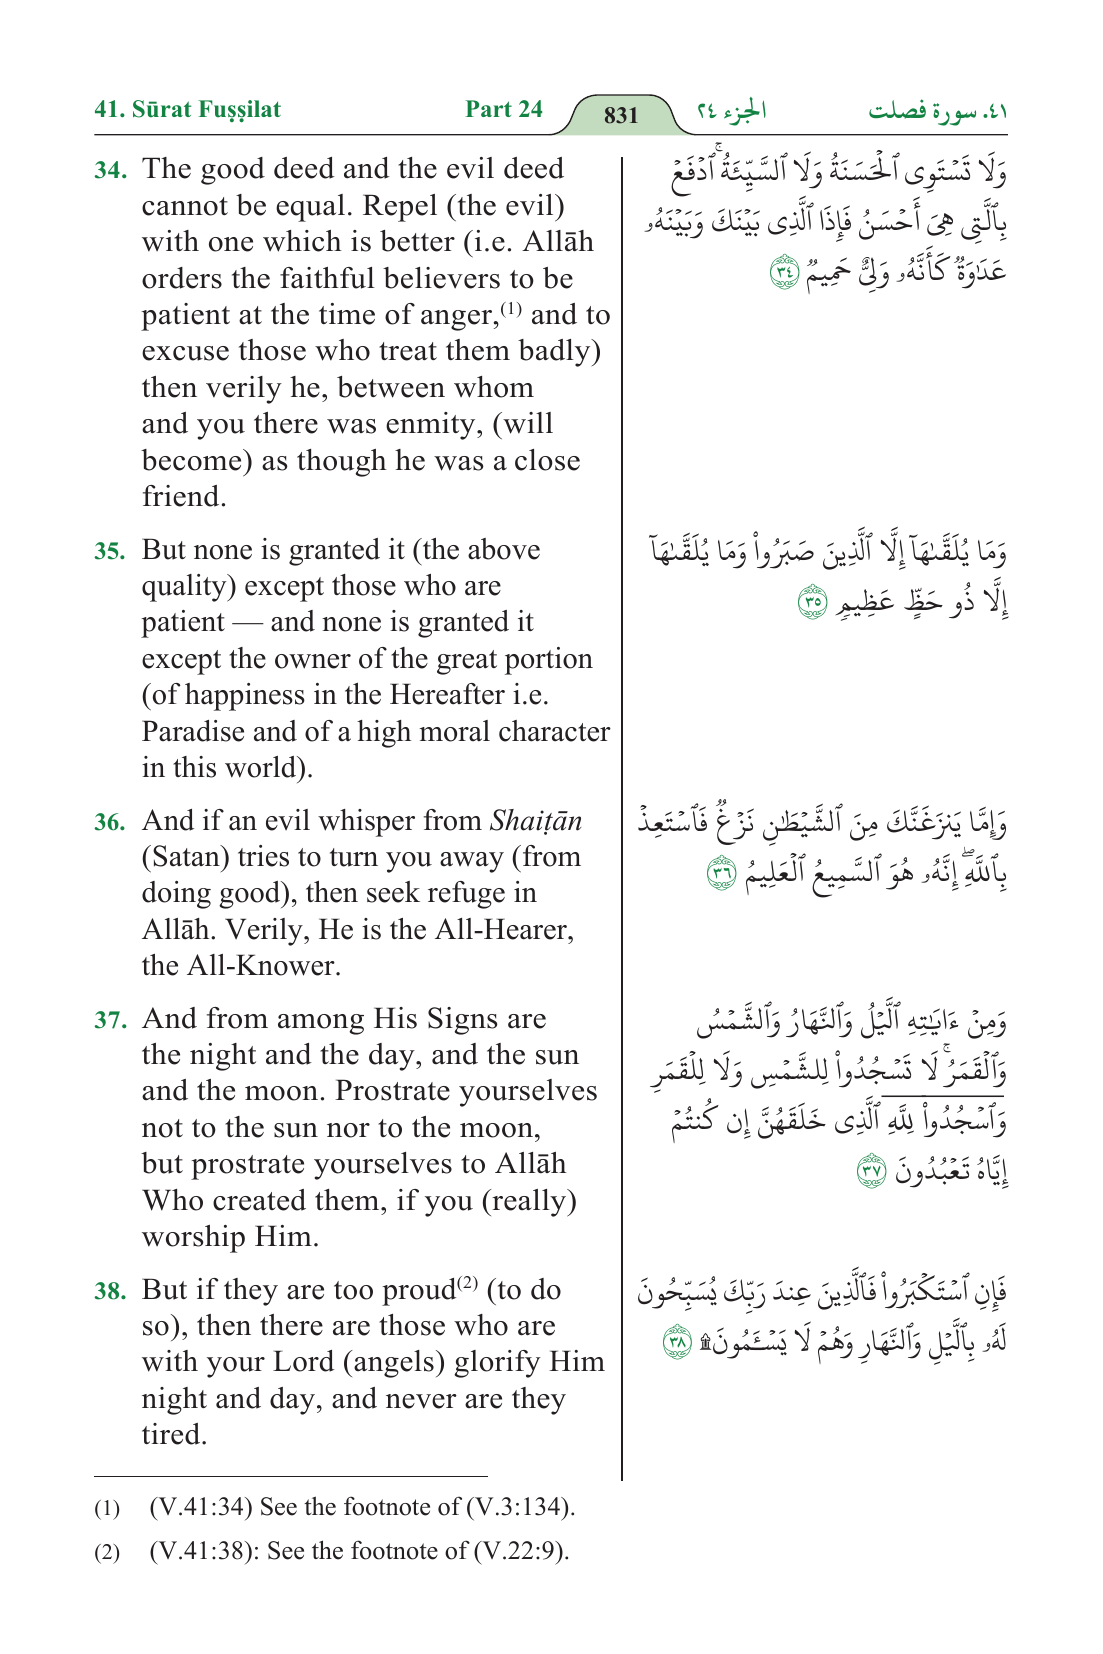 41. Sūrat Fuṣṣilat Part 24 831 الجزء ٢٤ ٤١. سورة فصلت
34. The good deed and the evil deed
cannot be equal. Repel (the evil)
with one which is better (i.e. Allāh
orders the faithful believers to be
patient at the time of anger,(1) and to
excuse those who treat them badly)
then verily he, between whom
and you there was enmity, (will
become) as though he was a close
friend.
وَلَا تَسْتَوِى ٱلْحَسَنَةُ وَلَا ٱلسَّيِّئَةُ ۚ ٱدْفَعْ
بِٱلَّتِى هِىَ أَحْسَنُ فَإِذَا ٱلَّذِى بَيْنَكَ وَبَيْنَهُۥ
عَدَٰوَةٌ كَأَنَّهُۥ وَلِىٌّ حَمِيمٌ ٣٤
35. But none is granted it (the above
quality) except those who are
patient — and none is granted it
except the owner of the great portion
(of happiness in the Hereafter i.e.
Paradise and of a high moral character
in this world).
وَمَا يُلَقَّىٰهَآ إِلَّا ٱلَّذِينَ صَبَرُوا۟ وَمَا يُلَقَّىٰهَآ
إِلَّا ذُو حَظٍّ عَظِيمٍ ٣٥
36. And if an evil whisper from Shaiṭān
(Satan) tries to turn you away (from
doing good), then seek refuge in
Allāh. Verily, He is the All-Hearer,
the All-Knower.
وَإِمَّا يَنزَغَنَّكَ مِنَ ٱلشَّيْطَٰنِ نَزْغٌ فَٱسْتَعِذْ
بِٱللَّهِ ۖ إِنَّهُۥ هُوَ ٱلسَّمِيعُ ٱلْعَلِيمُ ٣٦
37. And from among His Signs are
the night and the day, and the sun
and the moon. Prostrate yourselves
not to the sun nor to the moon,
but prostrate yourselves to Allāh
Who created them, if you (really)
worship Him.
وَمِنْ ءَايَٰتِهِ ٱلَّيْلُ وَٱلنَّهَارُ وَٱلشَّمْسُ
وَٱلْقَمَرُ ۚ لَا تَسْجُدُوا۟ لِلشَّمْسِ وَلَا لِلْقَمَرِ
وَٱسْجُدُوا۟ لِلَّهِ ٱلَّذِى خَلَقَهُنَّ إِن كُنتُمْ
إِيَّاهُ تَعْبُدُونَ ٣٧
38. But if they are too proud(2) (to do
so), then there are those who are
with your Lord (angels) glorify Him
night and day, and never are they
tired.
فَإِنِ ٱسْتَكْبَرُوا۟ فَٱلَّذِينَ عِندَ رَبِّكَ يُسَبِّحُونَ
لَهُۥ بِٱلَّيْلِ وَٱلنَّهَارِ وَهُمْ لَا يَسْـَٔمُونَ ۩ ٣٨
(1) (V.41:34) See the footnote of (V.3:134).
(2) (V.41:38): See the footnote of (V.22:9).